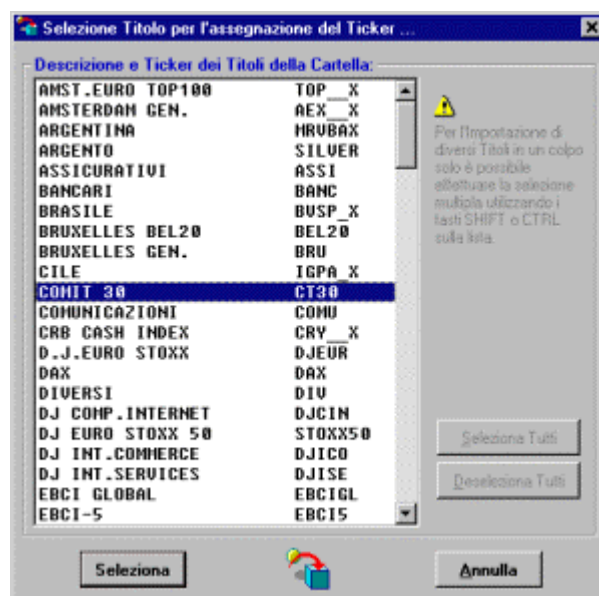 Selezione Titolo per l'assegnazione del Ticker ...
Descrizione e Ticker dei Titoli della Cartella:
AMST.EURO TOP100 TOP__X
AMSTERDAM GEN. AEX__X
ARGENTINA MRVBAX
ARGENTO SILVER
ASSICURATIVI ASSI
BANCARI BANC
BRASILE BVSP_X
BRUXELLES BEL20 BEL20
BRUXELLES GEN. BRU
CILE IGPA_X
COMIT 30 CT30
COMUNICAZIONI COMU
CRB CASH INDEX CRY__X
D.J.EURO STOXX DJEUR
DAX DAX
DIVERSI DIV
DJ COMP.INTERNET DJCIN
DJ EURO STOXX 50 STOXX50
DJ INT.COMMERCE DJICO
DJ INT.SERVICES DJISE
EBCI GLOBAL EBCIGL
EBCI-5 EBCI5
Per l'Importazione di
diversi Titoli in un colpo
solo è possibile
effettuare la selezione
multipla utilizzando i
tasti SHIFT o CTRL
sulla lista.
Seleziona Tutti
Deseleziona Tutti
Seleziona
Annulla